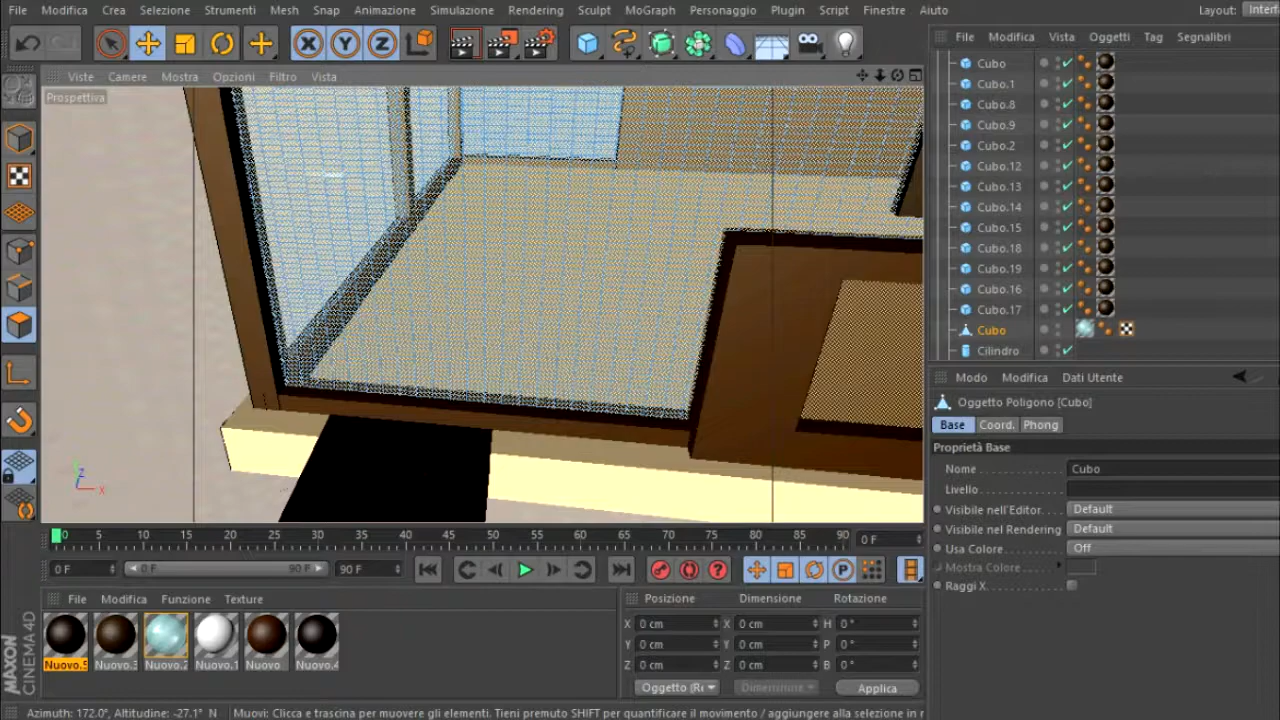 File Modifica Crea Selezione Strumenti Mesh Snap Animazione Simulazione Rendering Sculpt MoGraph Personaggio Plugin Script Finestre Aiuto Layout: Interf
X Y Z
File Modifica Vista Oggetti Tag Segnalibri
Viste Camere Mostra Opzioni Filtro Vista
Prospettiva
Cubo
Cubo.1
Cubo.8
Cubo.9
Cubo.2
Cubo.12
Cubo.13
Cubo.14
Cubo.15
Cubo.18
Cubo.19
Cubo.16
Cubo.17
Cubo
Cilindro
Modo Modifica Dati Utente
Oggetto Poligono [Cubo]
Base Coord. Phong
Proprietà Base
Nome Cubo
Livello
Visibile nell'Editor Default
Visibile nel Rendering Default
Usa Colore Off
Mostra Colore
Raggi X
Z X
0 5 10 15 20 25 30 35 40 45 50 55 60 65 70 75 80 85 90 0 F
0 F 0 F 90 F 90 F
P
File Modifica Funzione Texture
Nuovo.5 Nuovo.3 Nuovo.2 Nuovo.1 Nuovo Nuovo.4
Posizione Dimensione Rotazione
X 0 cm X 0 cm H 0 °
Y 0 cm Y 0 cm P 0 °
Z 0 cm Z 0 cm B 0 °
Oggetto (Re Dimensione Applica
MAXON
CINEMA 4D
Azimuth: 172.0°, Altitudine: -27.1° N Muovi: Clicca e trascina per muovere gli elementi. Tieni premuto SHIFT per quantificare il movimento / aggiungere alla selezione in r